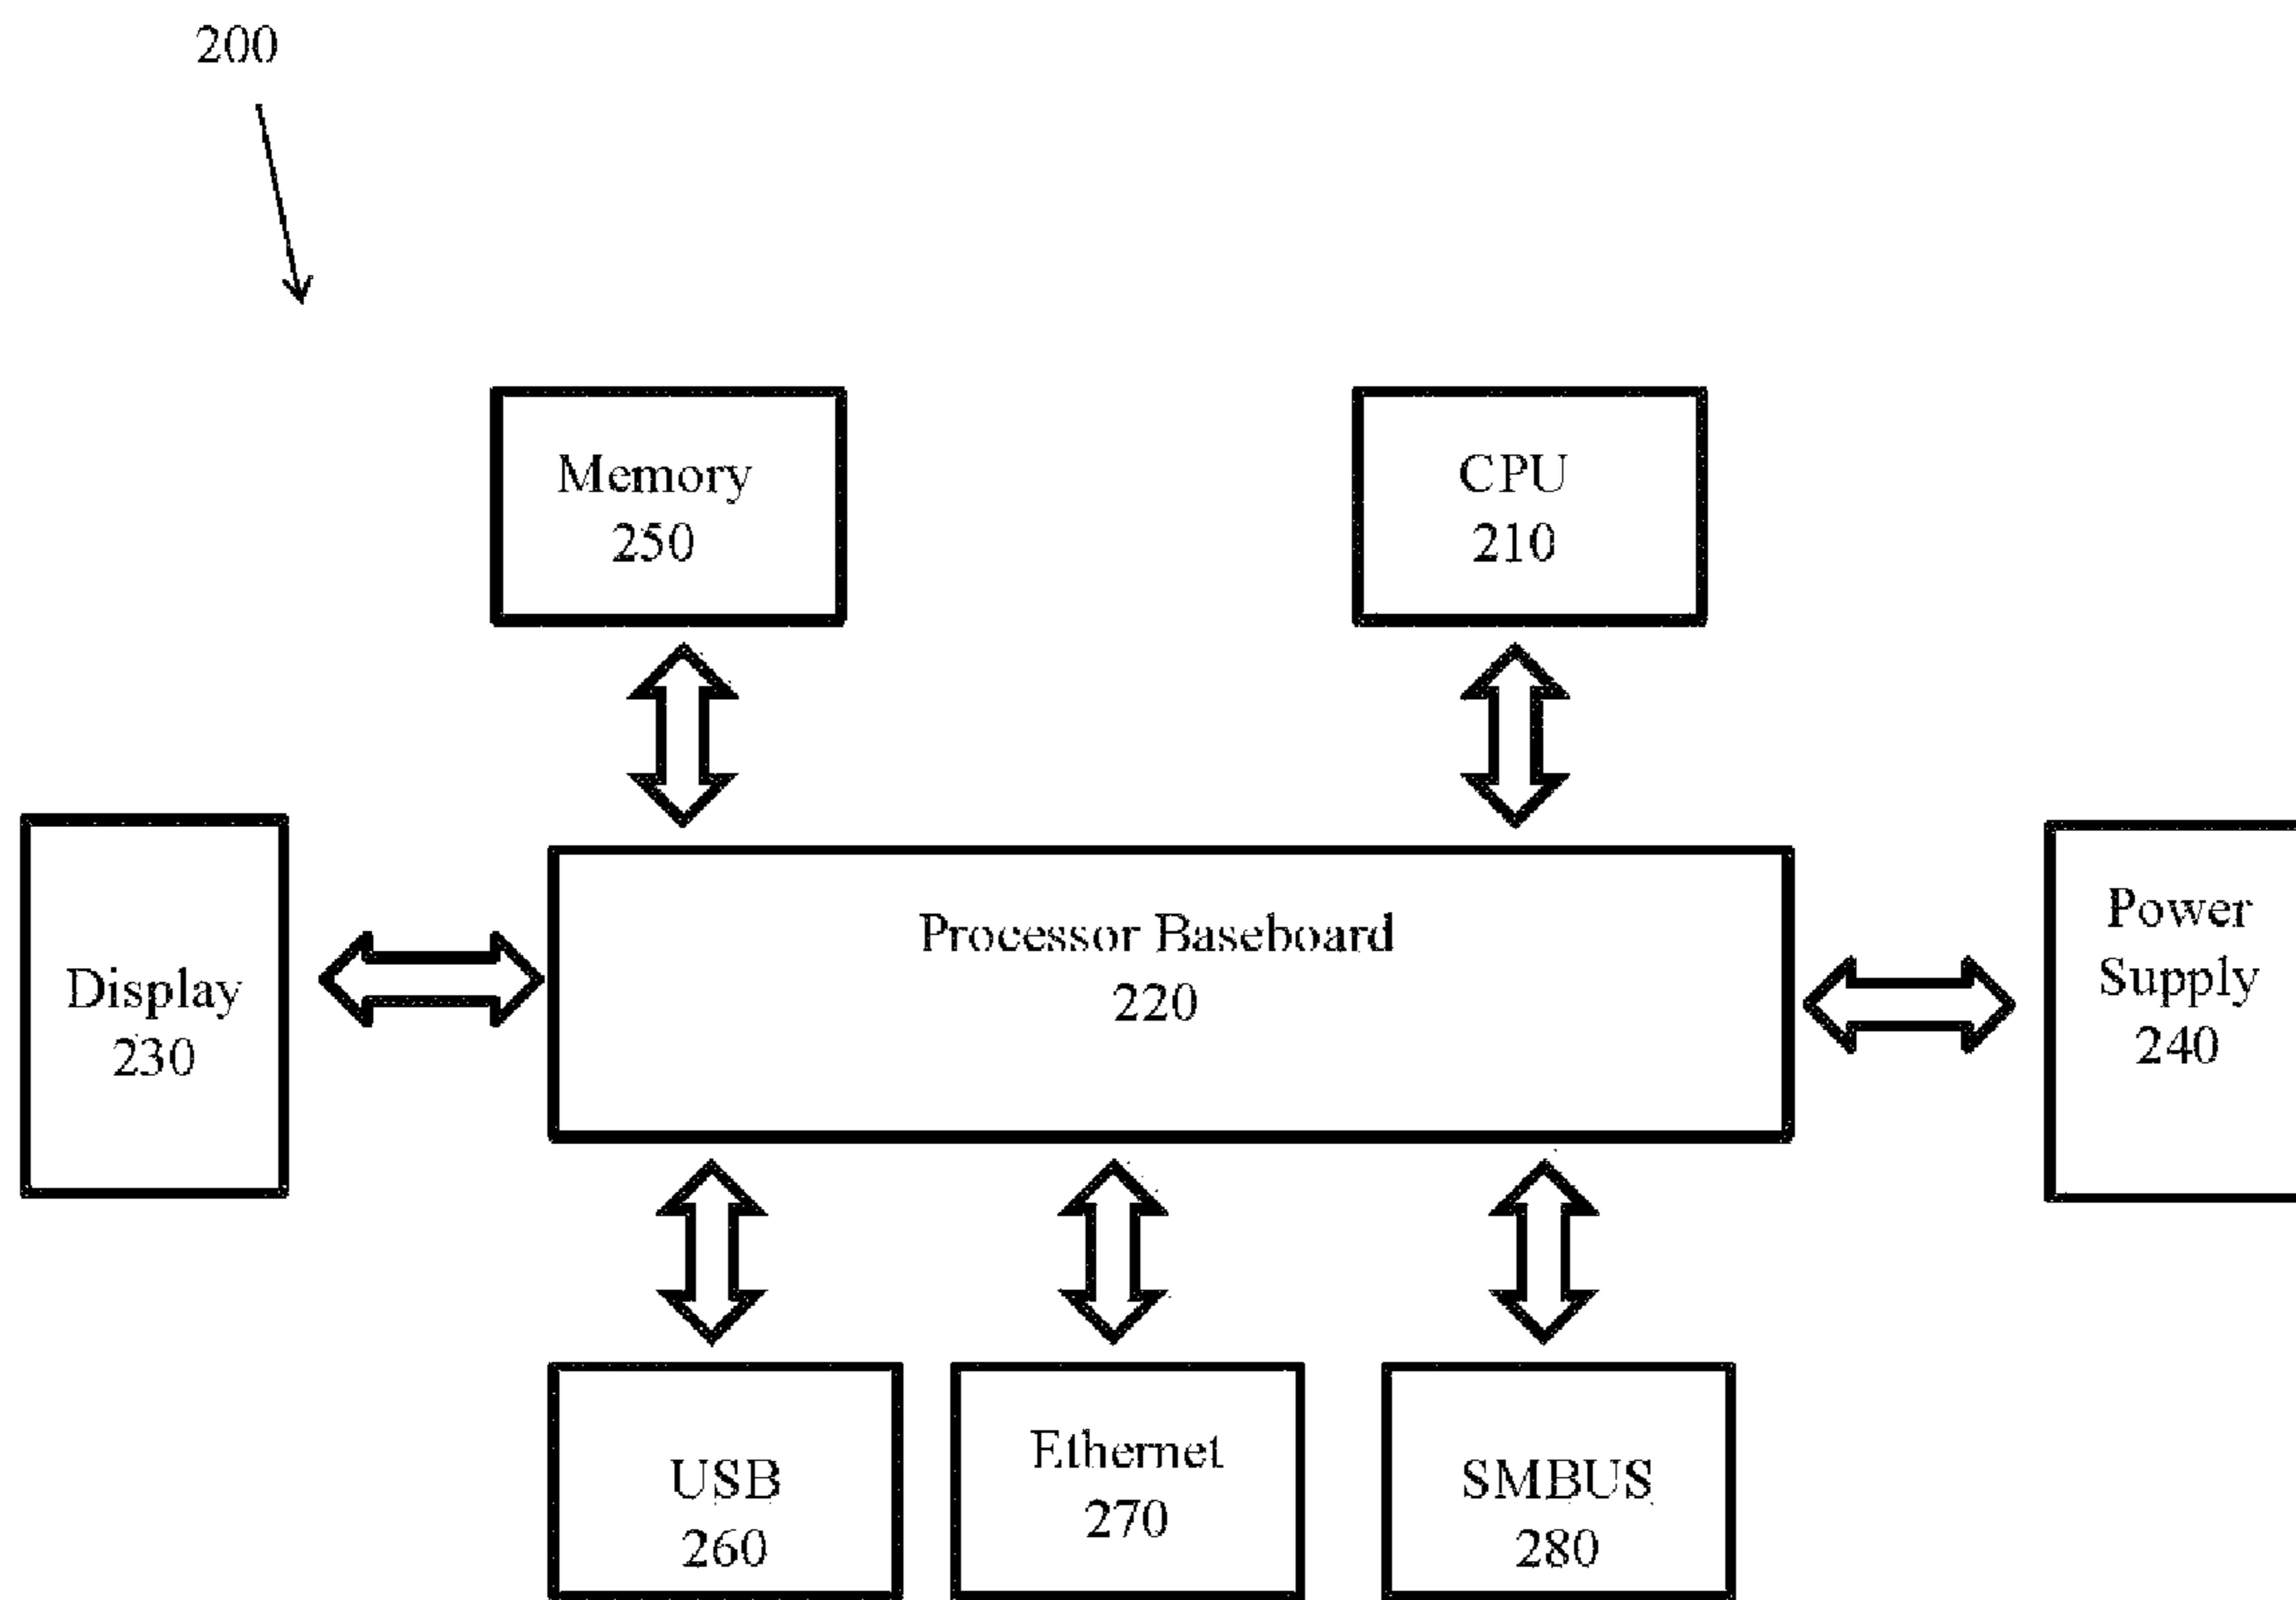 200
Memory
250
CPU
210
Display
230
Processor Baseboard
220
Power
Supply
240
USB
260
Ethernet
270
SMBUS
280